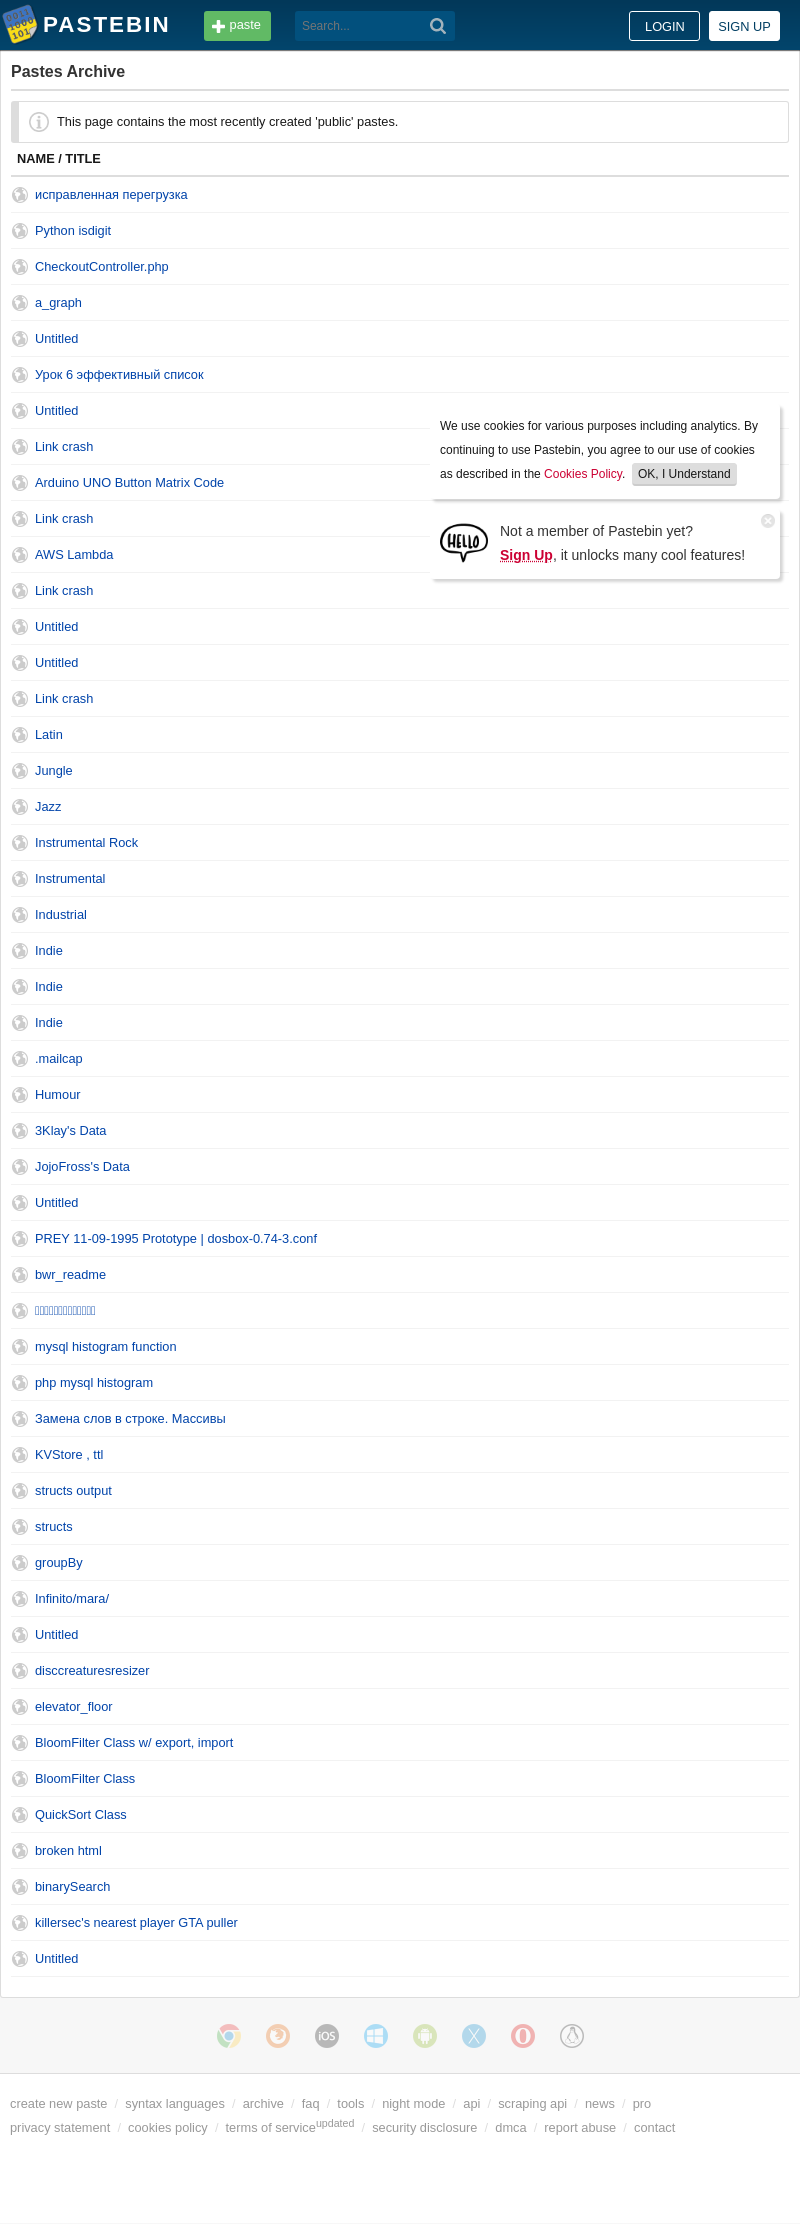 PASTEBIN
paste
Search...
LOGIN
SIGN UP
Pastes Archive
This page contains the most recently created 'public' pastes.
NAME / TITLE
исправленная перегрузка
Python isdigit
CheckoutController.php
a_graph
Untitled
Урок 6 эффективный список
Untitled
We use cookies for various purposes including analytics. By
continuing to use Pastebin, you agree to our use of cookies
as described in the Cookies Policy. OK, I Understand
Link crash
Arduino UNO Button Matrix Code
Link crash
HELLO
Not a member of Pastebin yet?
Sign Up, it unlocks many cool features!
AWS Lambda
Link crash
Untitled
Untitled
Link crash
Latin
Jungle
Jazz
Instrumental Rock
Instrumental
Industrial
Indie
Indie
Indie
.mailcap
Humour
3Klay's Data
JojoFross's Data
Untitled
PREY 11-09-1995 Prototype | dosbox-0.74-3.conf
bwr_readme
mysql histogram function
php mysql histogram
Замена слов в строке. Массивы
KVStore , ttl
structs output
structs
groupBy
Infinito/mara/
Untitled
disccreaturesresizer
elevator_floor
BloomFilter Class w/ export, import
BloomFilter Class
QuickSort Class
broken html
binarySearch
killersec's nearest player GTA puller
Untitled
iOS
create new paste / syntax languages / archive / faq / tools / night mode / api / scraping api / news / pro
privacy statement / cookies policy / terms of service updated / security disclosure / dmca / report abuse / contact